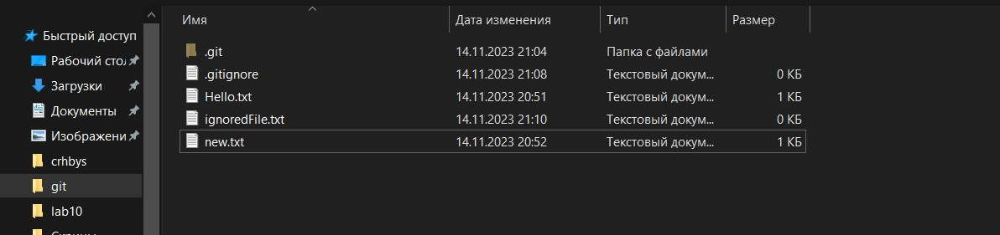 Имя Дата изменения Тип Размер
Быстрый доступ
Рабочий стол
Загрузки
Документы
Изображени
crhbys
git
lab10
.git 14.11.2023 21:04 Папка с файлами
.gitignore 14.11.2023 21:08 Текстовый докум... 0 КБ
Hello.txt 14.11.2023 20:51 Текстовый докум... 1 КБ
ignoredFile.txt 14.11.2023 21:10 Текстовый докум... 0 КБ
new.txt 14.11.2023 20:52 Текстовый докум... 1 КБ